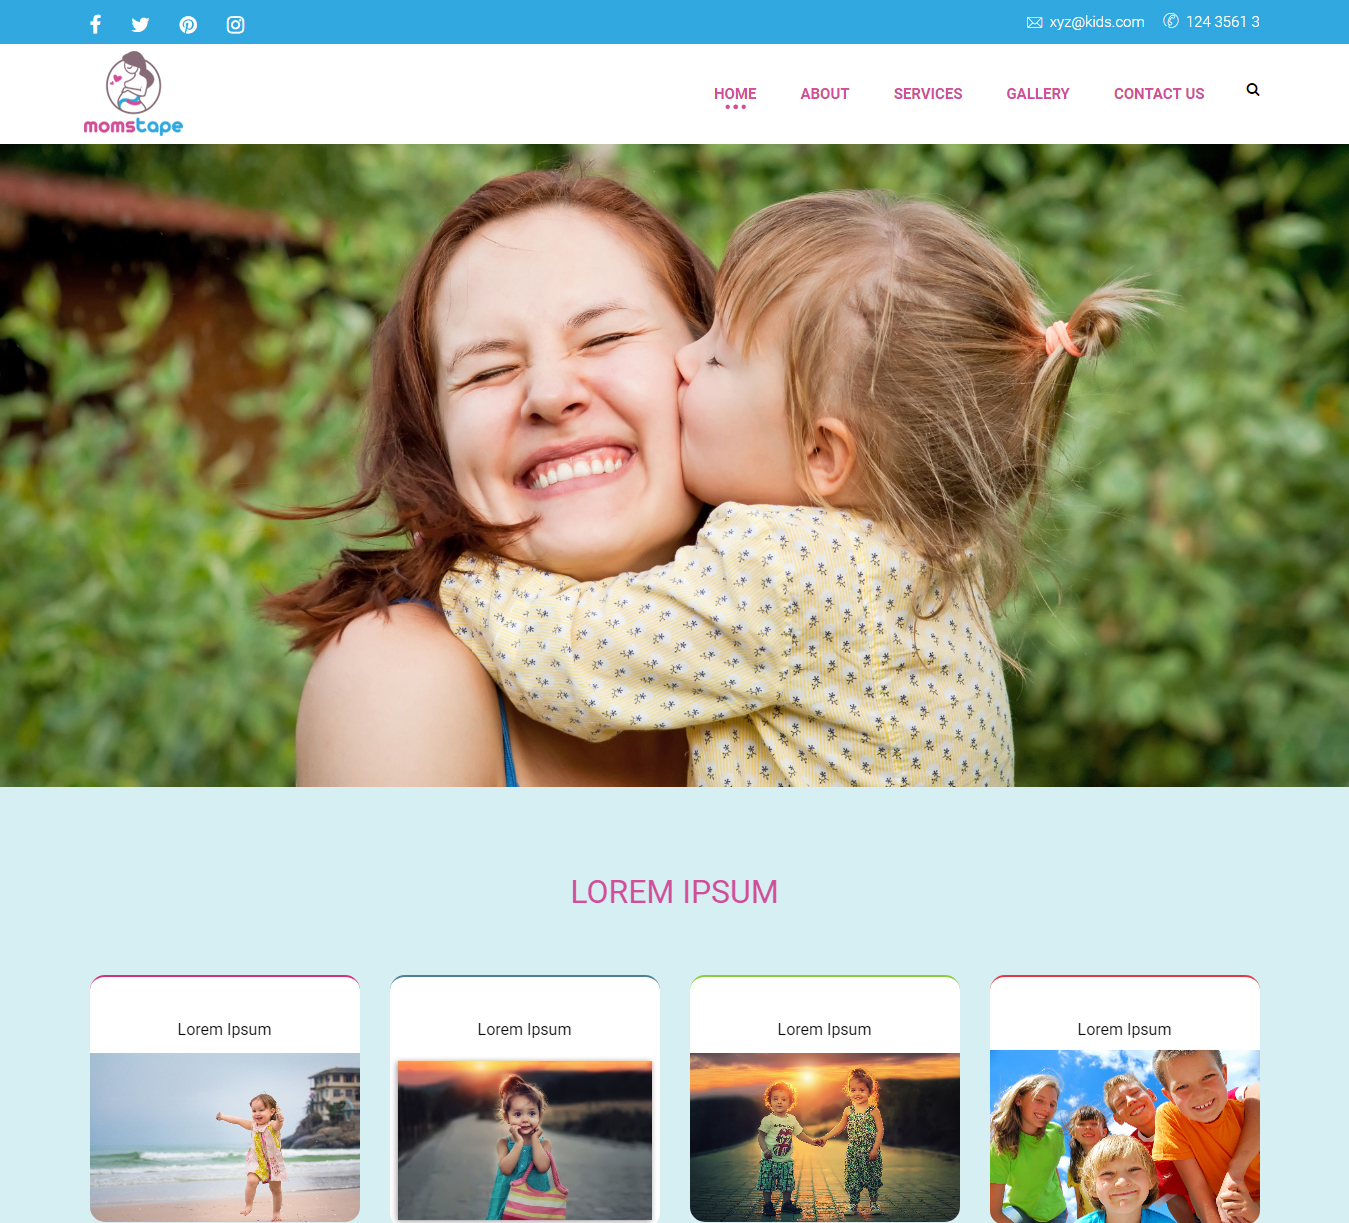 xyz@kids.com 124 3561 3
momstape
HOME ABOUT SERVICES GALLERY CONTACT US
LOREM IPSUM
Lorem Ipsum Lorem Ipsum Lorem Ipsum Lorem Ipsum